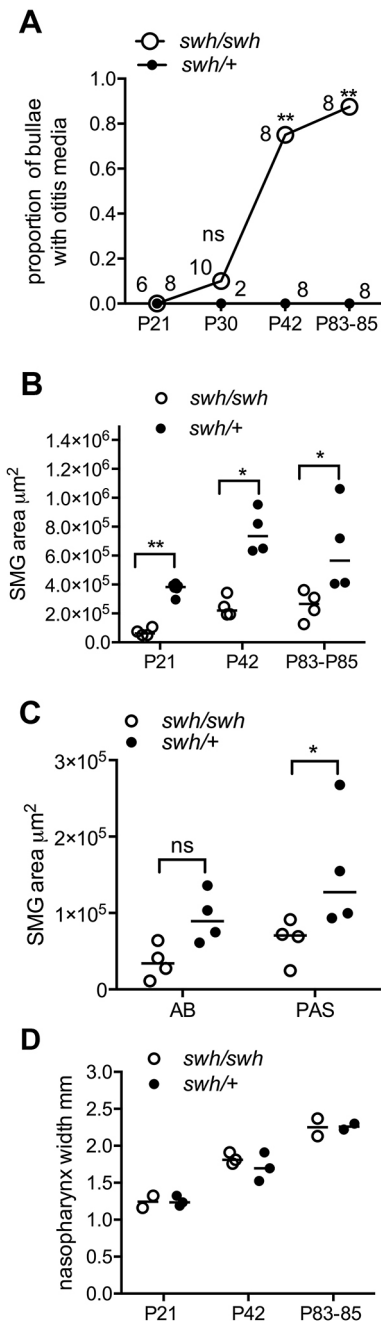 A
swh/swh
swh/+
proportion of bullae
with otitis media
1.0
0.8
0.6
0.4
0.2
0.0
6
8
ns
10
2
8
**
8
8
**
8
P21
P30
P42
P83-85
B
swh/swh
swh/+
SMG area μm²
1.4×10⁶
1.2×10⁶
1.0×10⁶
8.0×10⁵
6.0×10⁵
4.0×10⁵
2.0×10⁵
0.0
**
*
*
P21
P42
P83-P85
C
swh/swh
swh/+
SMG area μm²
3×10⁵
2×10⁵
1×10⁵
0
ns
*
AB
PAS
D
swh/swh
swh/+
nasopharynx width mm
3.0
2.5
2.0
1.5
1.0
0.5
0.0
P21
P42
P83-85